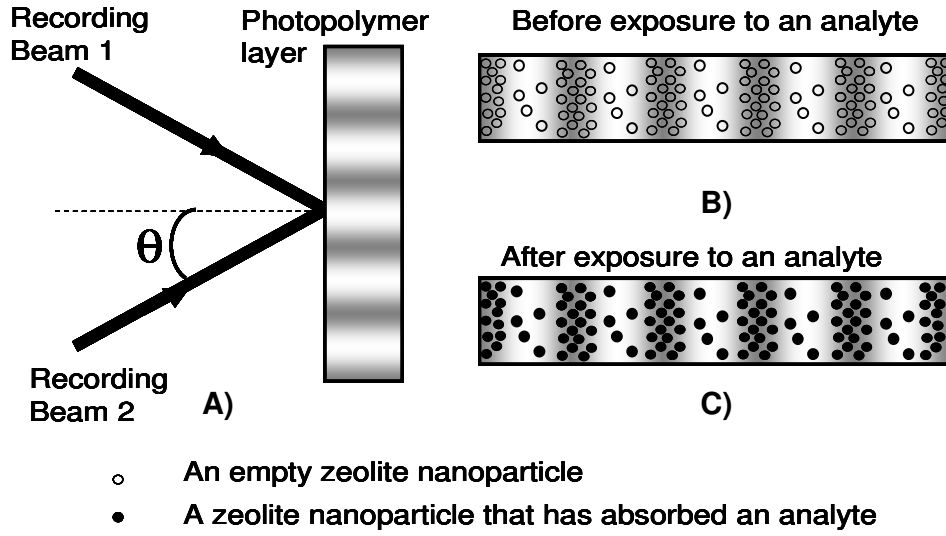 Recording
Beam 1
Photopolymer
layer
θ
Recording
Beam 2
A)
Before exposure to an analyte
B)
After exposure to an analyte
C)
An empty zeolite nanoparticle
A zeolite nanoparticle that has absorbed an analyte